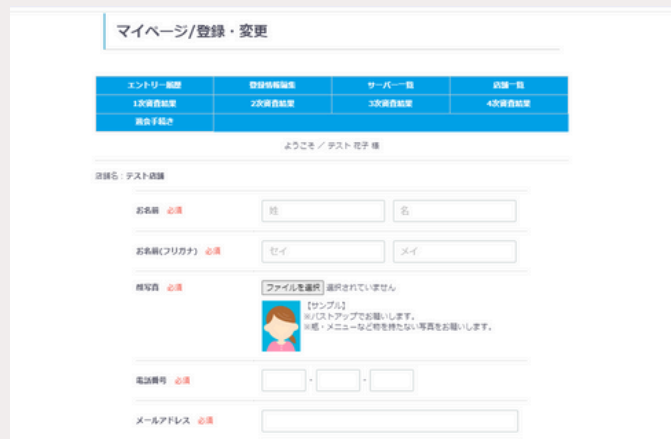 マイページ/登録・変更
エントリー履歴 登録情報編集 サーバー一覧 店舗一覧
1次審査結果 2次審査結果 3次審査結果 4次審査結果
退会手続き
ようこそ / テスト 花子 様
店舗名 : テスト店舗
お名前 必須 姓 名
お名前(フリガナ) 必須 セイ メイ
顔写真 必須 ファイルを選択 選択されていません
【サンプル】
※バストアップでお願いします。
※紙・メニューなど物を持たない写真をお願いします。
電話番号 必須 - -
メールアドレス 必須